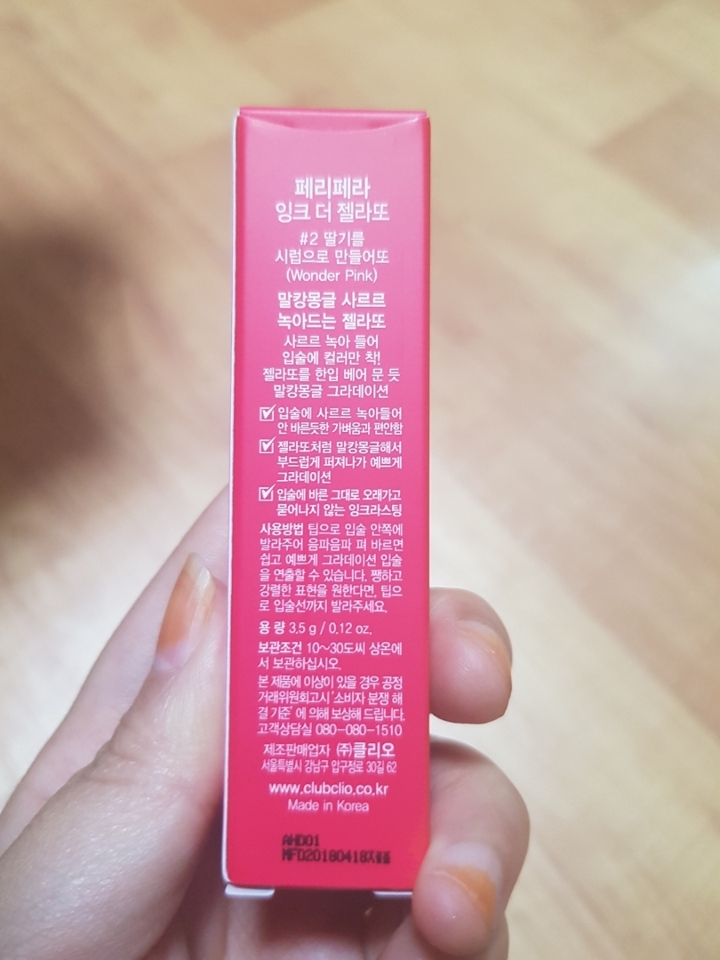 페리페라
잉크 더 젤라또
#2 딸기를
시럽으로 만들어또
(Wonder Pink)
말캉몽글 사르르
녹아드는 젤라또
사르르 녹아 들어
입술에 컬러만 착!
젤라또를 한입 베어 문 듯
말캉몽글 그라데이션
입술에 사르르 녹아들어
안 바른듯한 가벼움과 편안함
젤라또처럼 말캉몽글해서
부드럽게 퍼져나가 예쁘게
그라데이션
입술에 바른 그대로 오래가고
묻어나지 않는 잉크라스팅
사용방법 팁으로 입술 안쪽에
발라주어 음파음파 펴 바르면
쉽고 예쁘게 그라데이션 입술
을 연출할 수 있습니다. 쨍하고
강렬한 표현을 원한다면, 팁으
로 입술선까지 발라주세요.
용 량 3.5 g / 0.12 oz.
보관조건 10~30도씨 상온에
서 보관하십시오.
본 제품에 이상이 있을 경우 공정
거래위원회고시 '소비자 분쟁 해
결 기준' 에 의해 보상해 드립니다.
고객상담실 080-080-1510
제조판매업자 ㈜클리오
서울특별시 강남구 압구정로 30길 62
www.clubclio.co.kr
Made in Korea
AHD01
MFD20180418제조